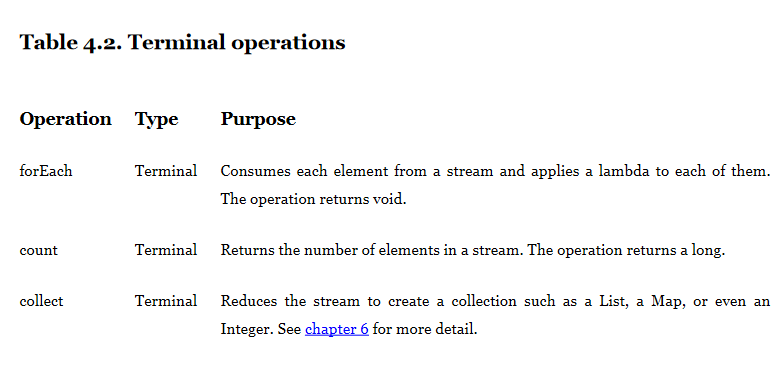 Table 4.2. Terminal operations
Operation Type Purpose
forEach Terminal Consumes each element from a stream and applies a lambda to each of them.
The operation returns void.
count Terminal Returns the number of elements in a stream. The operation returns a long.
collect Terminal Reduces the stream to create a collection such as a List, a Map, or even an
Integer. See chapter 6 for more detail.